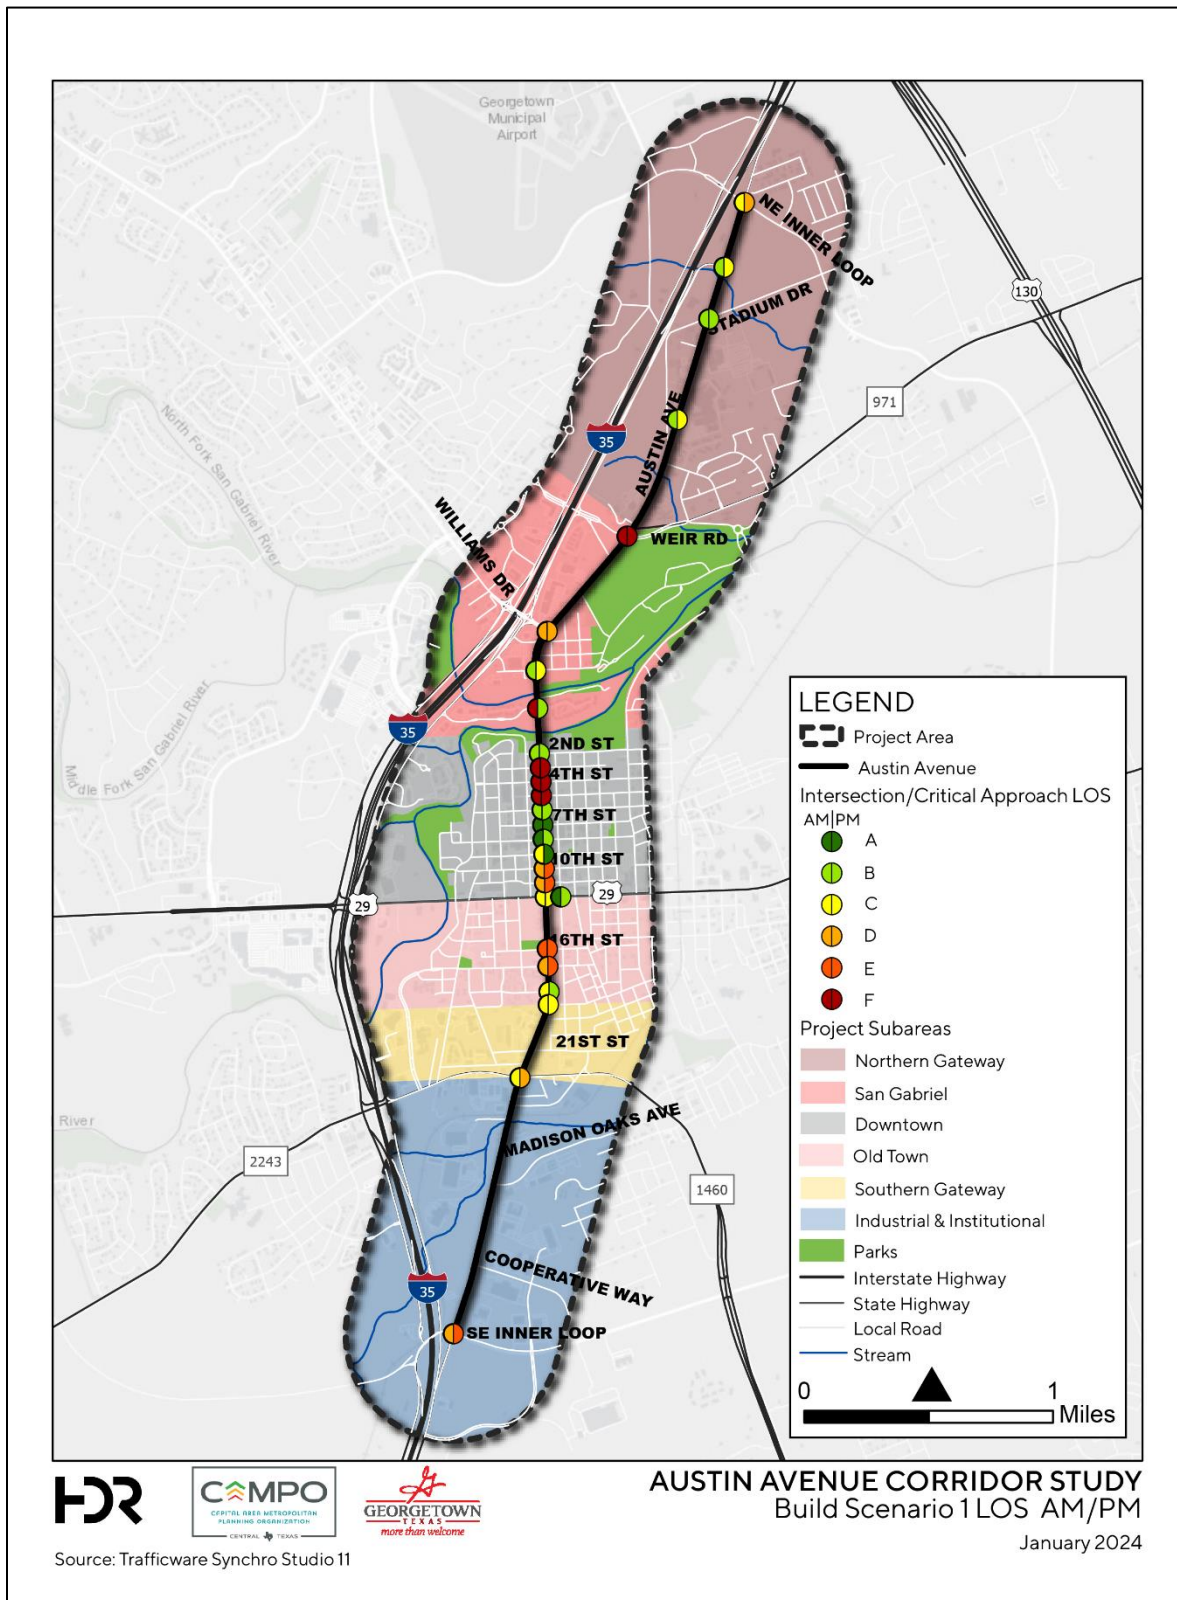 Georgetown
Municipal
Airport
NE INNER LOOP
130
STADIUM DR
971
35
AUSTIN AVE
North Fork San Gabriel River
WILLIAMS DR
WEIR RD
35
Middle Fork San Gabriel River
2ND ST
4TH ST
7TH ST
10TH ST
29
29
16TH ST
21ST ST
River
MADISON OAKS AVE
2243
1460
35
COOPERATIVE WAY
SE INNER LOOP
LEGEND
Project Area
Austin Avenue
Intersection/Critical Approach LOS
AM|PM
A
B
C
D
E
F
Project Subareas
Northern Gateway
San Gabriel
Downtown
Old Town
Southern Gateway
Industrial & Institutional
Parks
Interstate Highway
State Highway
Local Road
Stream
0 1
Miles
HDR
CAMPO
CAPITAL AREA METROPOLITAN
PLANNING ORGANIZATION
CENTRAL TEXAS
GEORGETOWN
TEXAS
more than welcome
AUSTIN AVENUE CORRIDOR STUDY
Build Scenario 1 LOS AM/PM
January 2024
Source: Trafficware Synchro Studio 11